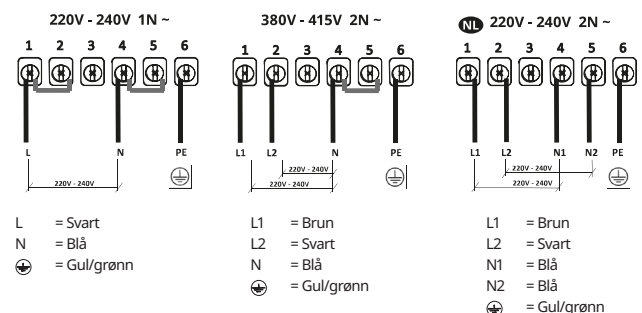 220V - 240V 1N ~
1 2 3 4 5 6
L N PE
220V - 240V
L = Svart
N = Blå
= Gul/grønn
380V - 415V 2N ~
1 2 3 4 5 6
L1 L2 N PE
220V - 240V
220V - 240V
L1 = Brun
L2 = Svart
N = Blå
= Gul/grønn
NL 220V - 240V 2N ~
1 2 3 4 5 6
L1 L2 N1 N2 PE
220V - 240V
220V - 240V
L1 = Brun
L2 = Svart
N1 = Blå
N2 = Blå
= Gul/grønn